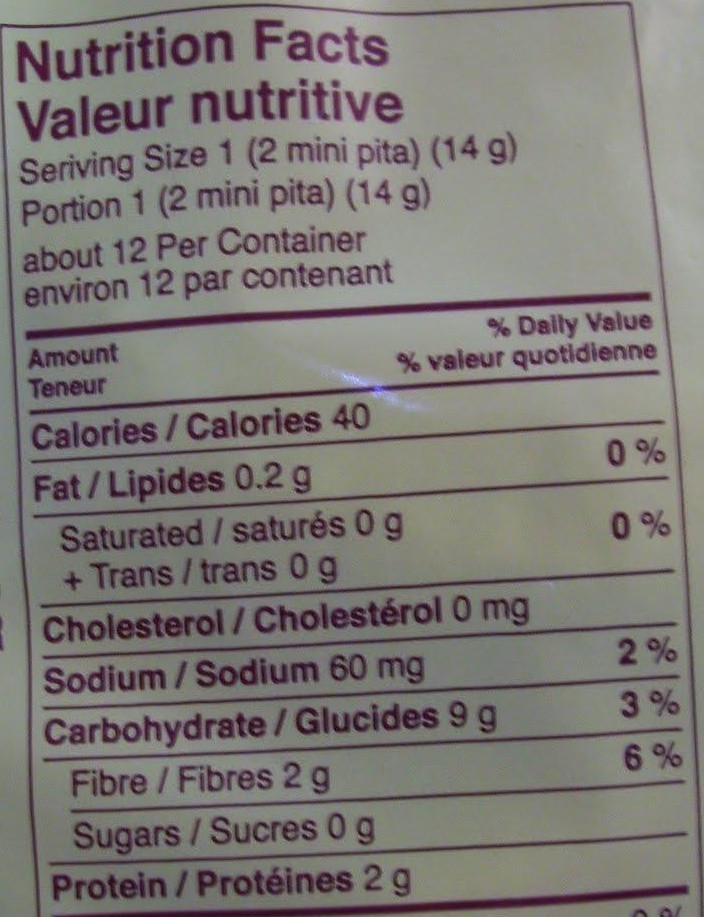 Nutrition Facts
Valeur nutritive
Seriving Size 1 (2 mini pita) (14 g)
Portion 1 (2 mini pita) (14 g)
about 12 Per Container
environ 12 par contenant
% Daily Value
Amount
% valeur quotidienne
Teneur
Calories / Calories 40
Fat / Lipides 0.2 g 0 %
Saturated / saturés 0 g 0 %
+ Trans / trans 0 g
Cholesterol / Cholestérol 0 mg
Sodium / Sodium 60 mg 2 %
Carbohydrate / Glucides 9 g 3 %
Fibre / Fibres 2 g 6 %
Sugars / Sucres 0 g
Protein / Protéines 2 g